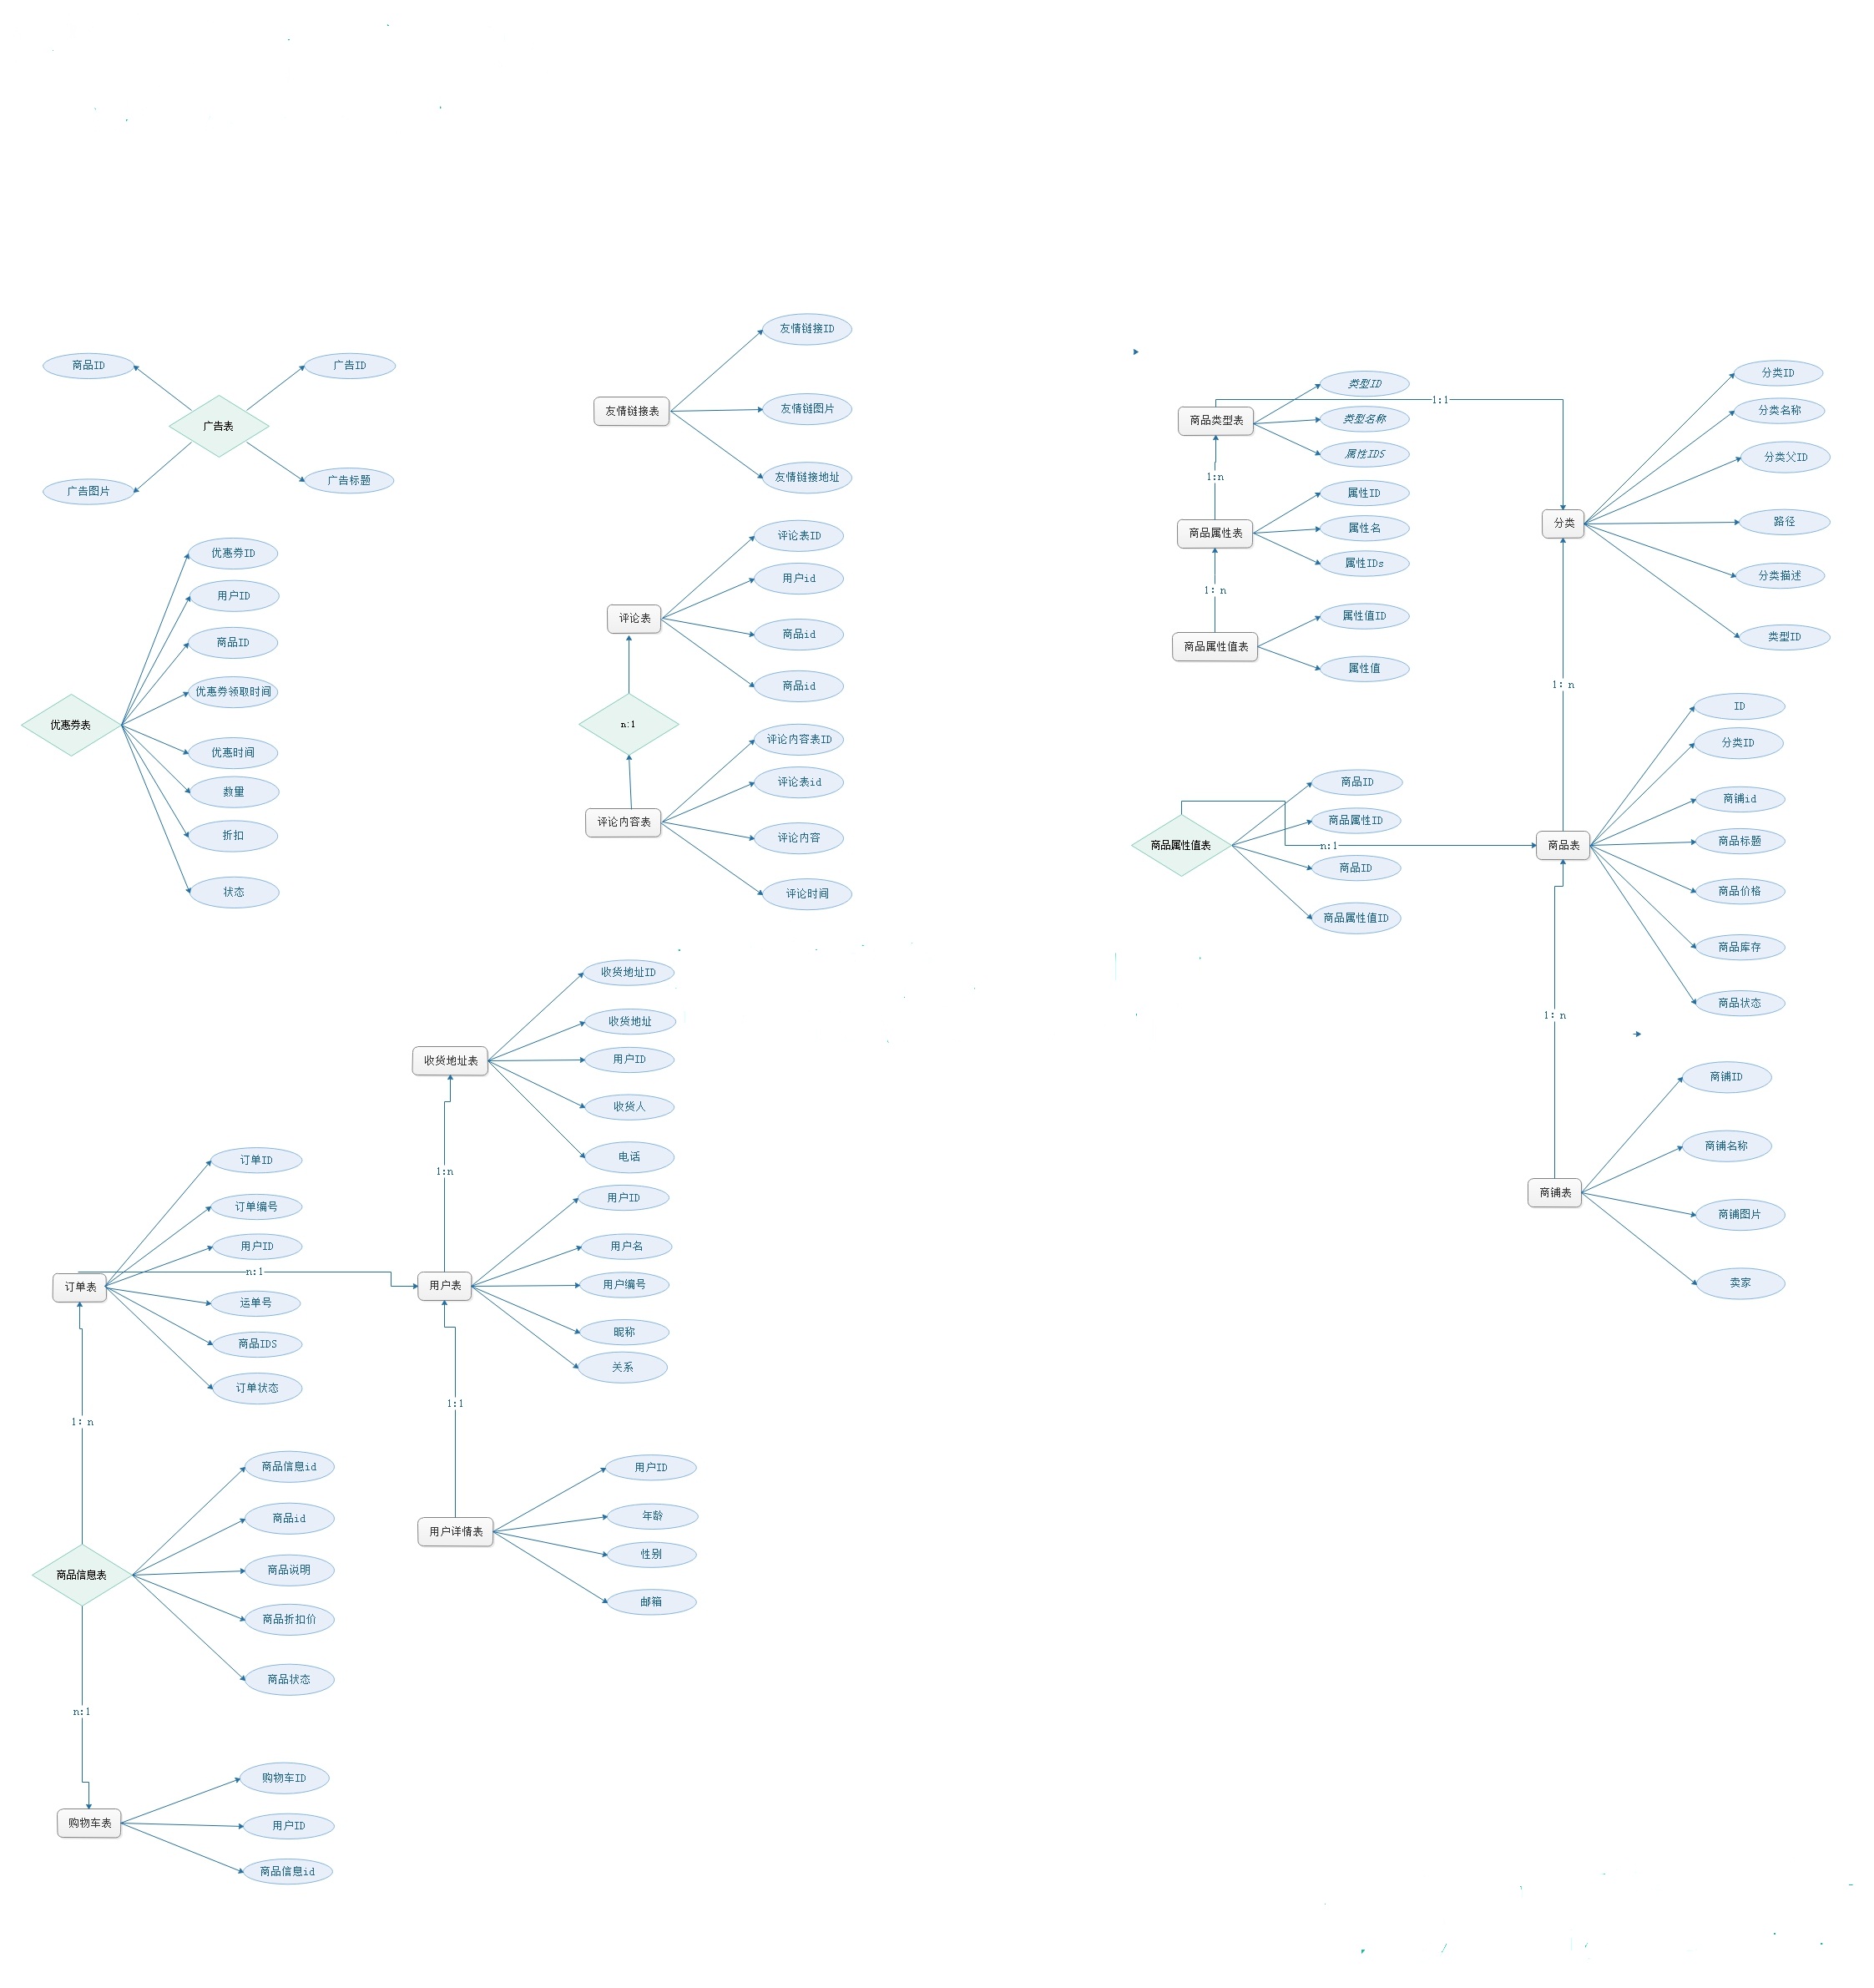 商品ID
广告ID
广告表
广告图片
广告标题
优惠券ID
用户ID
商品ID
优惠券领取时间
优惠券表
优惠时间
数量
折扣
状态
友情链接ID
友情链接表
友情链图片
友情链接地址
评论表ID
用户id
评论表
商品id
商品id
n:1
评论内容表ID
评论表id
评论内容表
评论内容
评论时间
类型ID
1:1
商品类型表
类型名称
属性IDS
1:n
属性ID
商品属性表
属性名
属性IDs
1: n
属性值ID
商品属性值表
属性值
分类ID
分类名称
分类父ID
分类
路径
分类描述
类型ID
1: n
商品ID
商品属性ID
商品属性值表
n:1
商品ID
商品属性值ID
ID
分类ID
商铺id
商品表
商品标题
商品价格
商品库存
商品状态
1: n
商铺ID
商铺名称
商铺表
商铺图片
卖家
收货地址ID
收货地址
收货地址表
用户ID
收货人
电话
1:n
用户ID
用户名
用户表
用户编号
昵称
关系
1:1
用户ID
年龄
用户详情表
性别
邮箱
订单ID
订单编号
用户ID
n:1
订单表
运单号
商品IDS
订单状态
1: n
商品信息id
商品id
商品信息表
商品说明
商品折扣价
商品状态
n:1
购物车ID
购物车表
用户ID
商品信息id